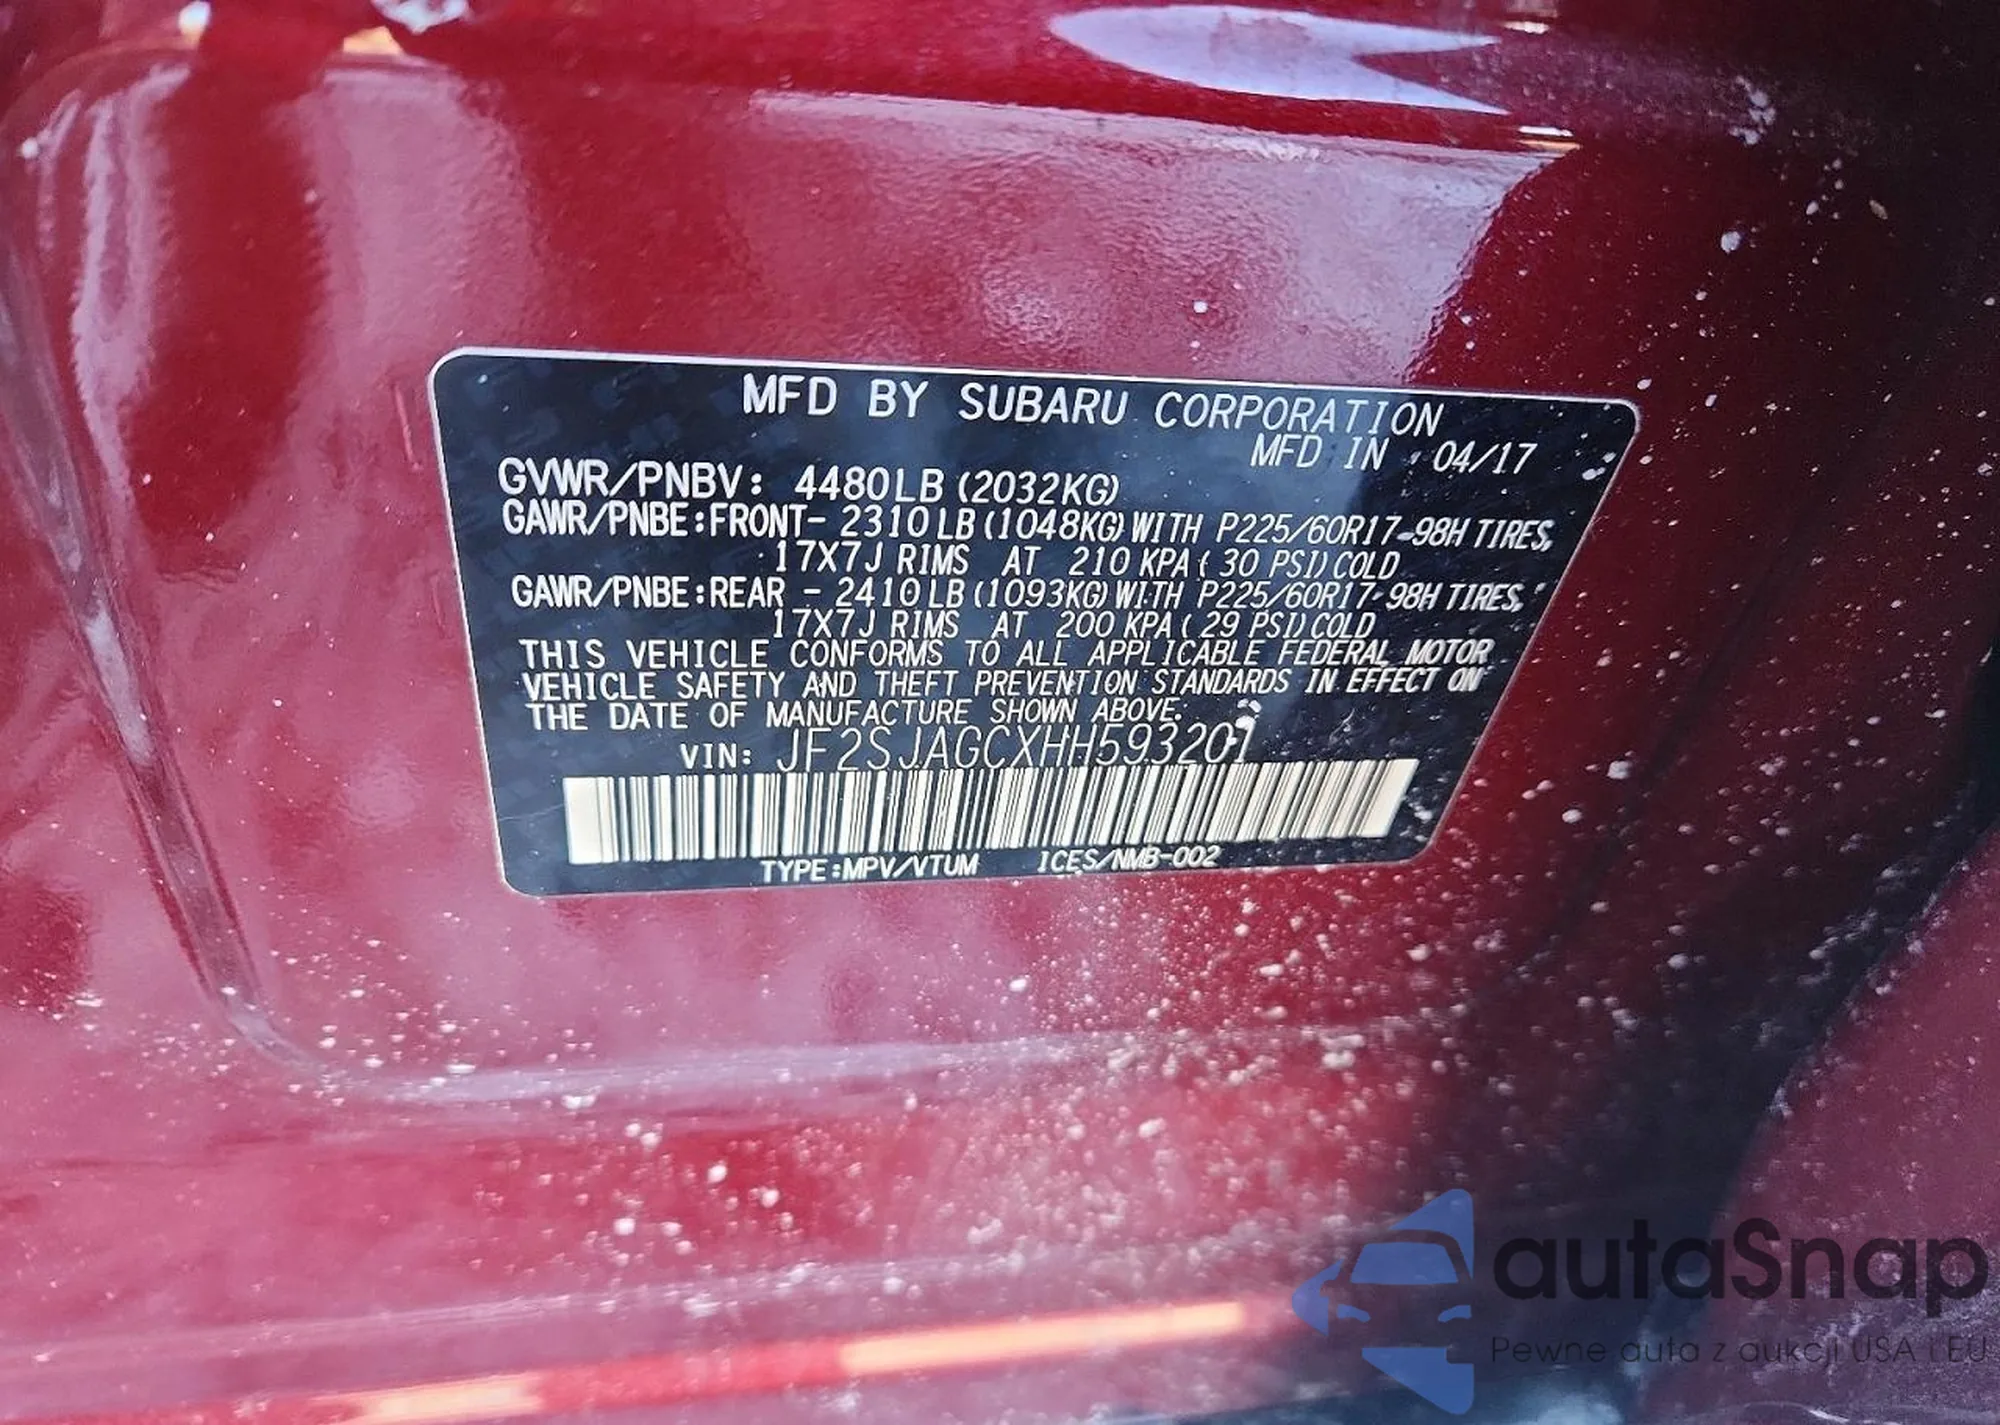 MFD BY SUBARU CORPORATION
MFD IN 04/17
GVWR/PNBV: 4480LB (2032KG)
GAWR/PNBE:FRONT- 2310LB (1048KG) WITH P225/60R17-98H TIRES,
17X7J RIMS AT 210 KPA ( 30 PSI) COLD
GAWR/PNBE:REAR - 2410LB (1093KG) WITH P225/60R17-98H TIRES,
17X7J RIMS AT 200 KPA ( 29 PSI) COLD
THIS VEHICLE CONFORMS TO ALL APPLICABLE FEDERAL MOTOR
VEHICLE SAFETY AND THEFT PREVENTION STANDARDS IN EFFECT ON
THE DATE OF MANUFACTURE SHOWN ABOVE.
VIN: JF2SJAGCXHH593201
TYPE:MPV/VTUM ICES/NMB-002
autaSnap
Pewne auta z aukcji USA i EU